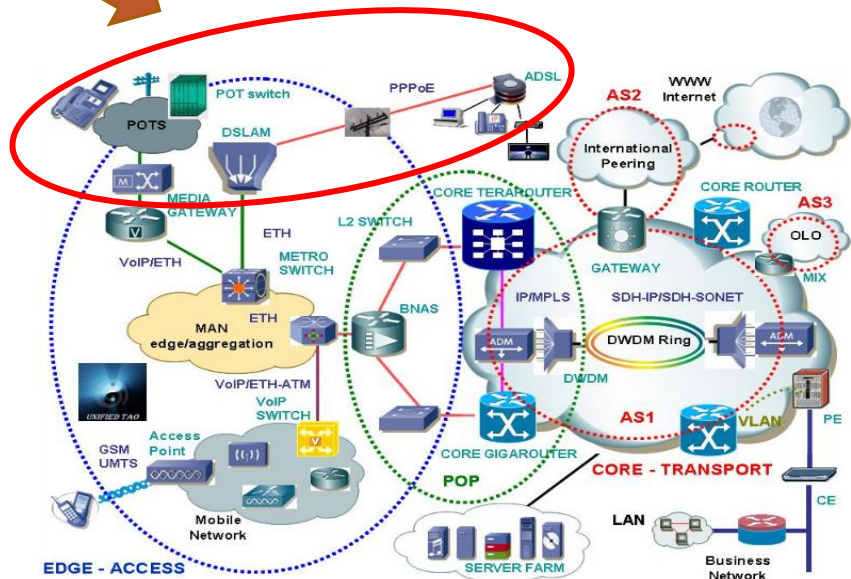 POT switch
PPPoE
ADSL
POTS
DSLAM
AS2
WWW
Internet
International
Peering
M
MEDIA
GATEWAY
V
L2 SWITCH
CORE TERAROUTER
CORE ROUTER
AS3
OLO
ETH
VoIP/ETH
METRO
SWITCH
GATEWAY
MIX
ETH
BNAS
IP/MPLS
SDH-IP/SDH-SONET
MAN
edge/aggregation
ADM
DWDM Ring
ADM
DWDM
VoIP/ETH-ATM
VoIP
SWITCH
V
UNIFIED TAO
AS1
VLAN
PE
GSM
UMTS
Access
Point
CORE GIGAROUTER
CORE - TRANSPORT
POP
CE
Mobile
Network
LAN
EDGE - ACCESS
SERVER FARM
Business
Network